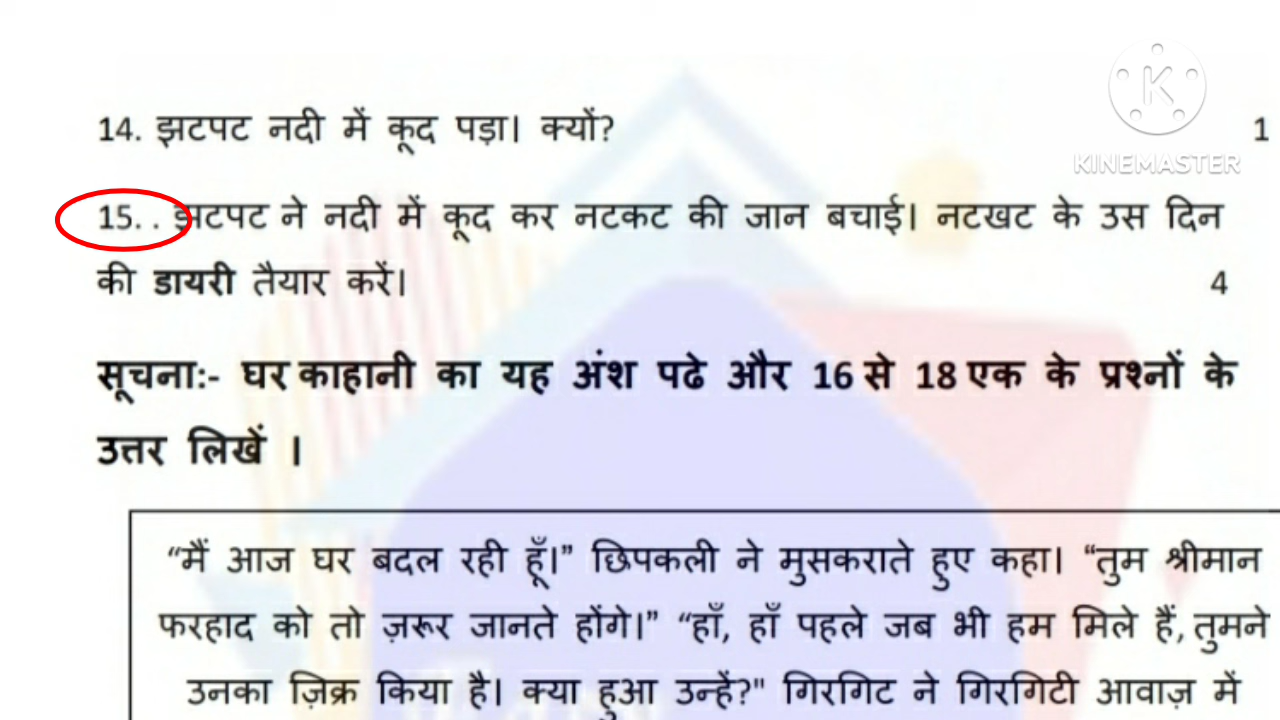 14. झटपट नदी में कूद पड़ा। क्यों? 1
15. . झटपट ने नदी में कूद कर नटकट की जान बचाई। नटखट के उस दिन
की डायरी तैयार करें। 4
सूचना:- घर काहानी का यह अंश पढे और 16 से 18 एक के प्रश्नों के
उत्तर लिखें ।
“मैं आज घर बदल रही हूँ।” छिपकली ने मुसकराते हुए कहा। “तुम श्रीमान
फरहाद को तो ज़रूर जानते होंगे।” “हाँ, हाँ पहले जब भी हम मिले हैं, तुमने
उनका ज़िक्र किया है। क्या हुआ उन्हें?" गिरगिट ने गिरगिटी आवाज़ में
K
KINEMASTER